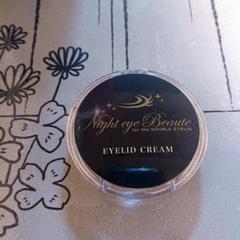 Night eye Beaute
for the DOUBLE EYELID
EYELID CREAM